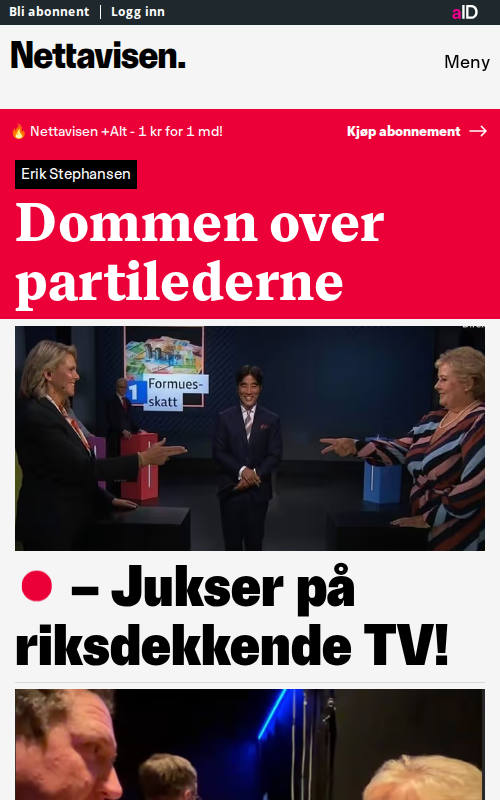 Bli abonnent
Logg inn
aID
Nettavisen.
Meny
🔥 Nettavisen +Alt - 1 kr for 1 md!
Kjøp abonnement →
Erik Stephansen
Dommen over
partilederne
1
Formues-
skatt
– Jukser på
riksdekkende TV!